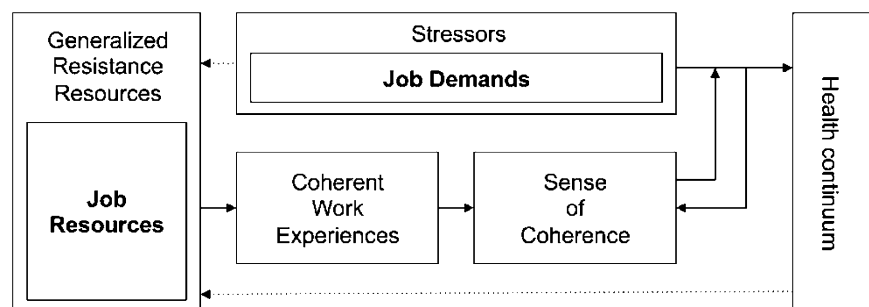 Generalized
Resistance
Resources
Job
Resources
Stressors
Job Demands
Coherent
Work
Experiences
Sense
of
Coherence
Health continuum